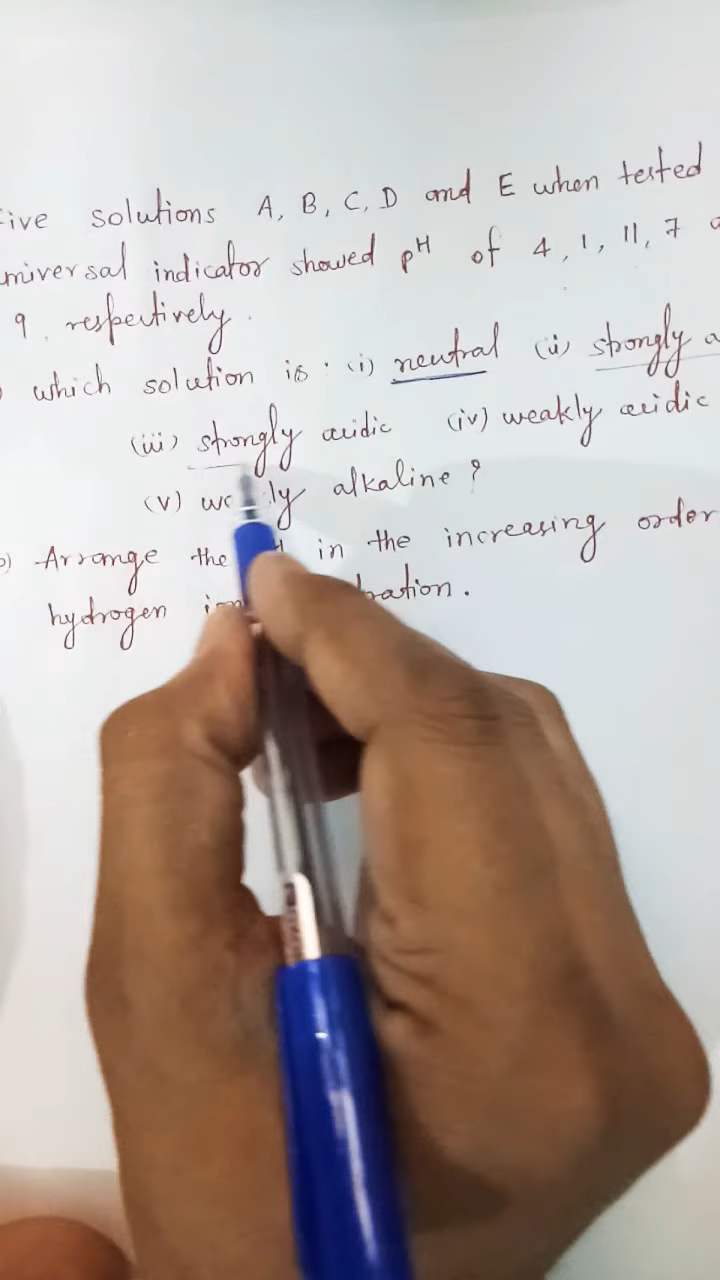 ive solutions A, B, C, D and E when tested
niversal indicator showed pH of 4, 1, 11, 7
9. respectively.
which solution is: (i) neutral (ii) strongly a
(iii) strongly acidic (iv) weakly acidic
(v) alkaline ?
Arrange the in the increasing order
hydrogen